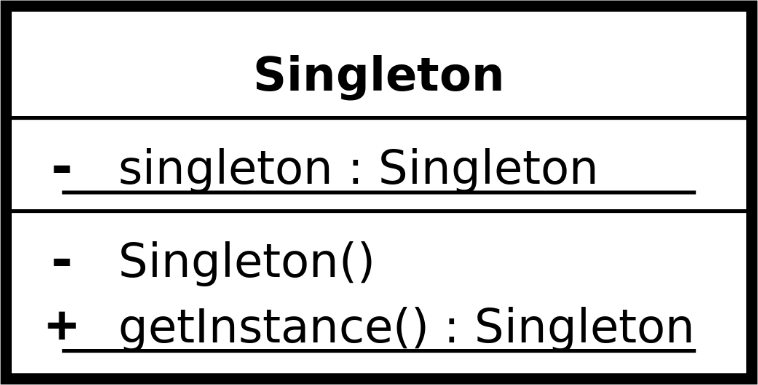 Singleton
- singleton : Singleton
- Singleton()
+ getInstance() : Singleton